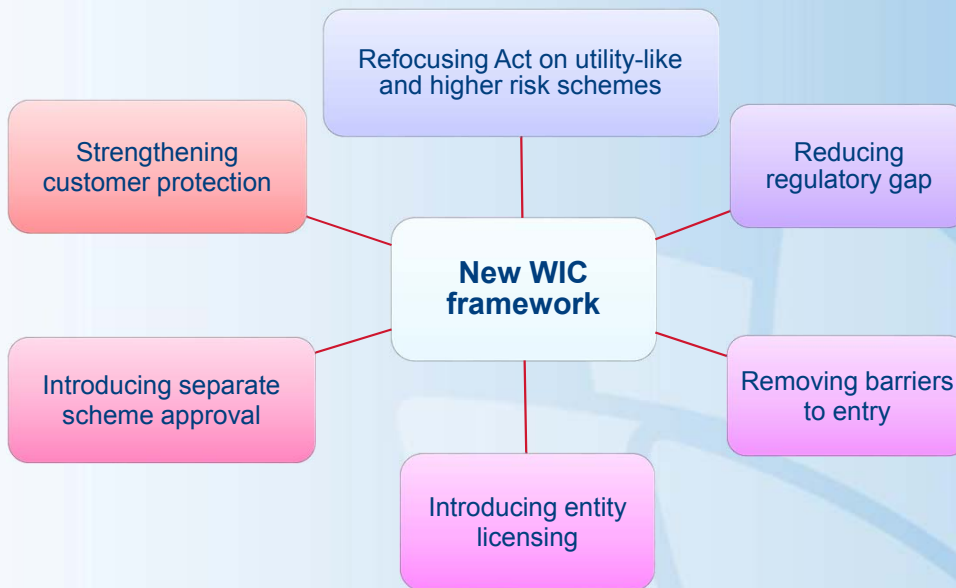 Refocusing Act on utility-like
and higher risk schemes
Strengthening
customer protection
Reducing
regulatory gap
New WIC
framework
Introducing separate
scheme approval
Removing barriers
to entry
Introducing entity
licensing